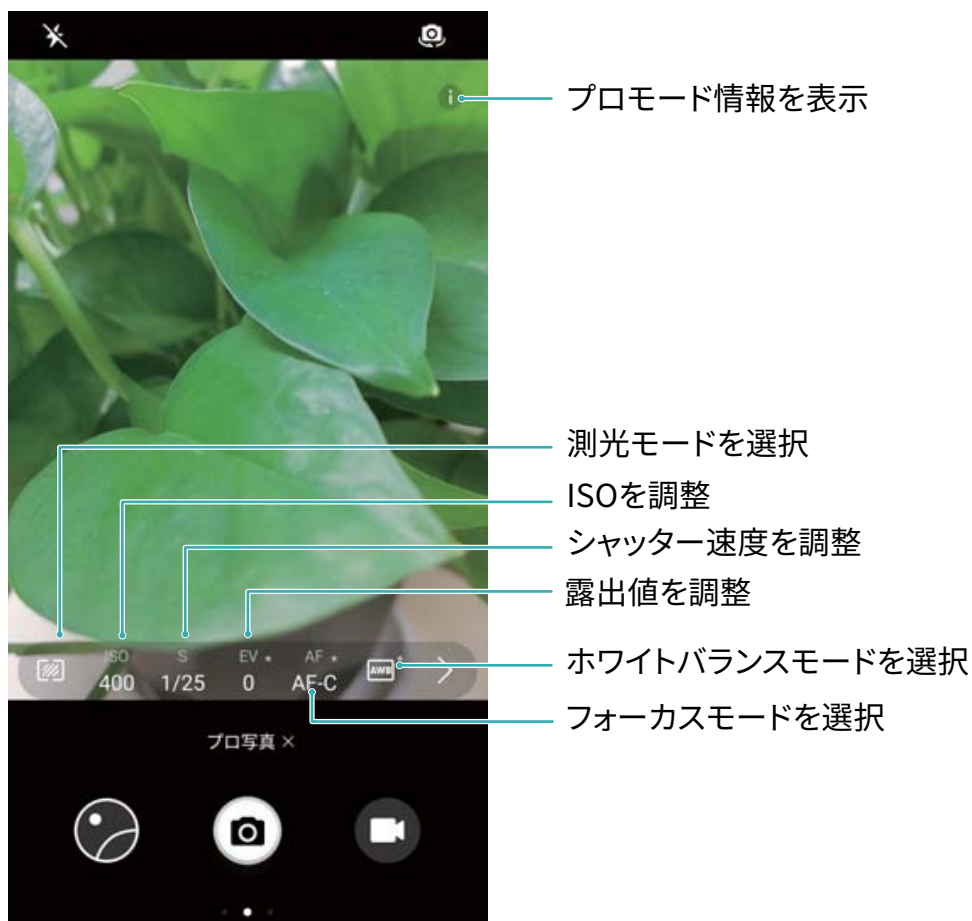 プロモード情報を表示
測光モードを選択
ISOを調整
シャッター速度を調整
露出値を調整
ISO S EV AF
400 1/25 0 AF-C AWB
ホワイトバランスモードを選択
フォーカスモードを選択
プロ写真 ×